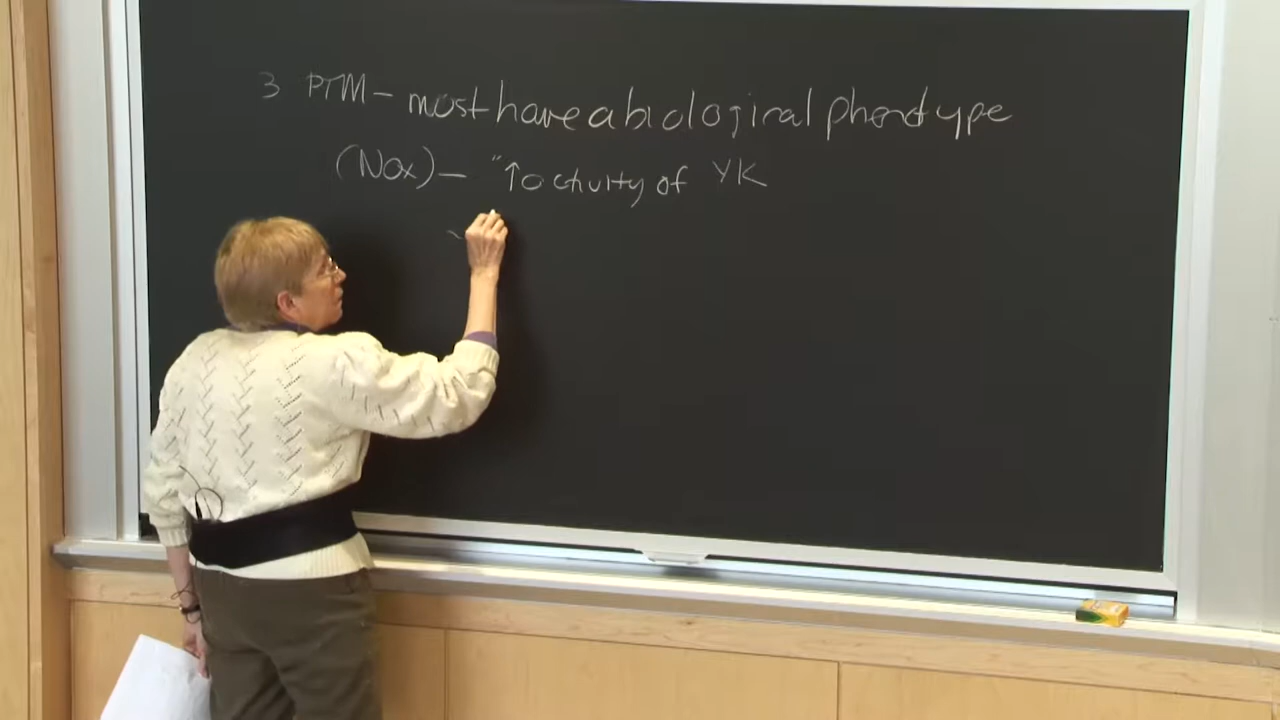 3 PTM - must have a biological phenotype
(Nox) - "↑ activity of YK